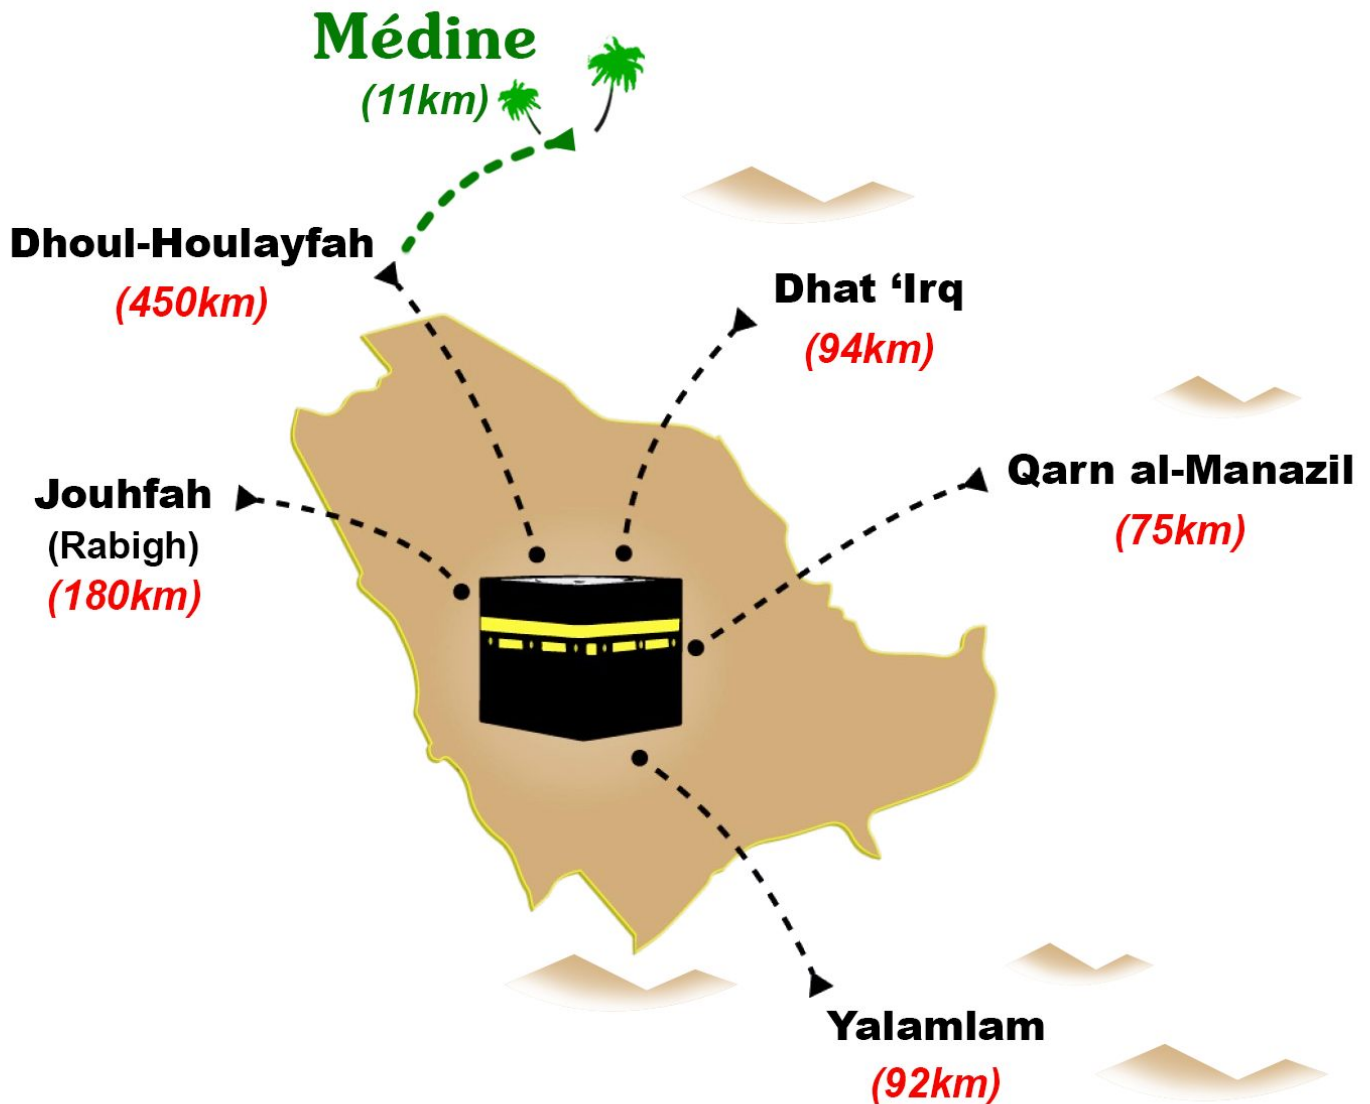 Médine
(11km)
Dhoul-Houlayfah
(450km)
Dhat ‘Irq
(94km)
Qarn al-Manazil
(75km)
Jouhfah
(Rabigh)
(180km)
Yalamlam
(92km)